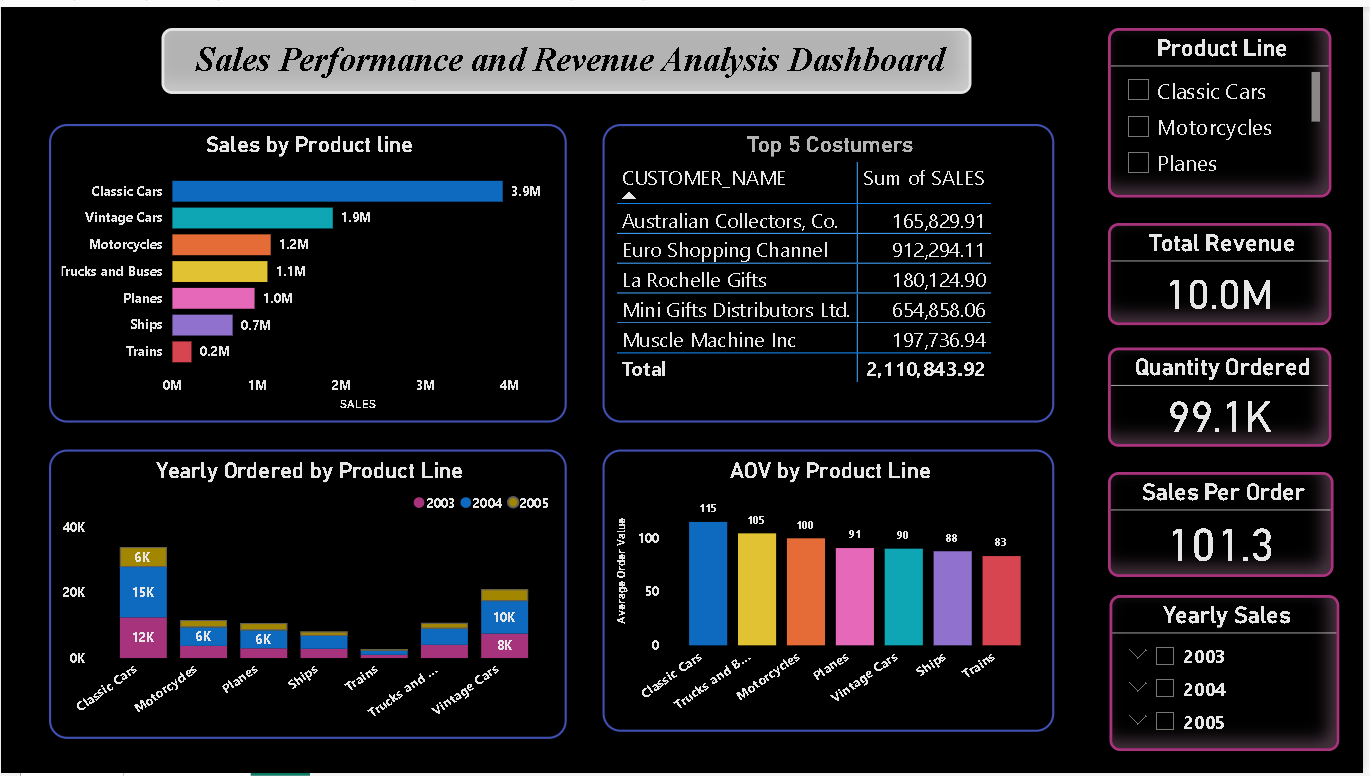 Sales Performance and Revenue Analysis Dashboard
Sales by Product line
Classic Cars
3.9M
Vintage Cars
1.9M
Motorcycles
1.2M
Trucks and Buses
1.1M
Planes
1.0M
Ships
0.7M
Trains
0.2M
0M 1M 2M 3M 4M
SALES
Top 5 Costumers
CUSTOMER_NAME Sum of SALES
Australian Collectors, Co. 165,829.91
Euro Shopping Channel 912,294.11
La Rochelle Gifts 180,124.90
Mini Gifts Distributors Ltd. 654,858.06
Muscle Machine Inc 197,736.94
Total 2,110,843.92
Yearly Ordered by Product Line
2003 2004 2005
40K
20K
0K
6K
15K
12K
6K
6K
10K
8K
Classic Cars
Motorcycles
Planes
Ships
Trains
Trucks and ...
Vintage Cars
AOV by Product Line
Average Order Value
100
50
0
115
105
100
91
90
88
83
Classic Cars
Trucks and B...
Motorcycles
Planes
Vintage Cars
Ships
Trains
Product Line
Classic Cars
Motorcycles
Planes
Total Revenue
10.0M
Quantity Ordered
99.1K
Sales Per Order
101.3
Yearly Sales
2003
2004
2005